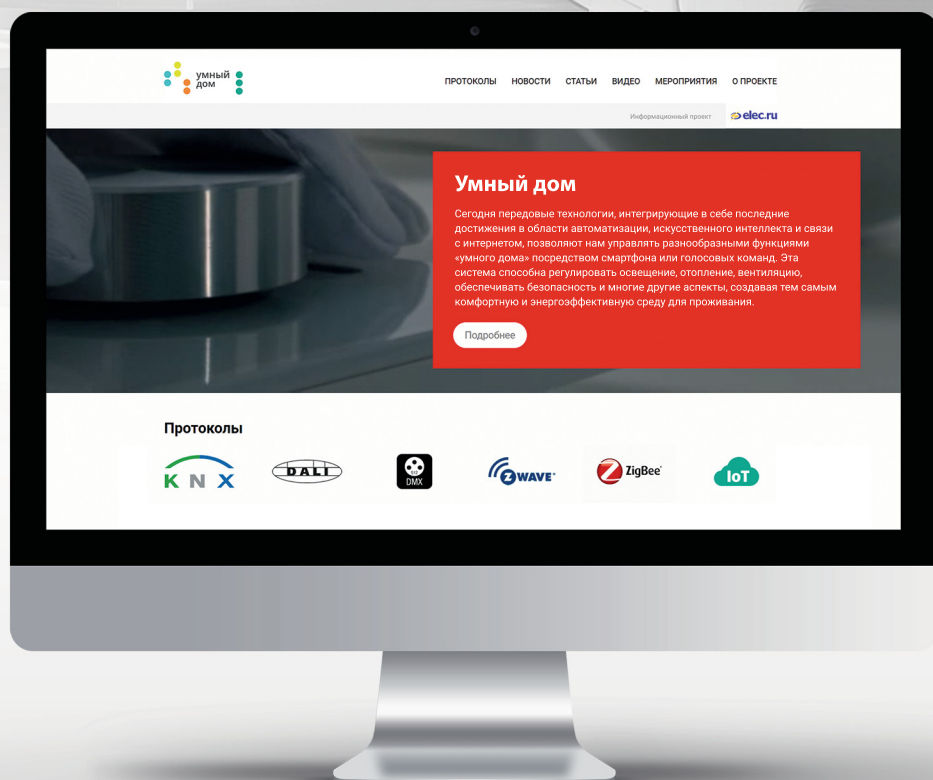 умный
дом
ПРОТОКОЛЫ НОВОСТИ СТАТЬИ ВИДЕО МЕРОПРИЯТИЯ О ПРОЕКТЕ
Информационный проект elec.ru
Умный дом
Сегодня передовые технологии, интегрирующие в себе последние
достижения в области автоматизации, искусственного интеллекта и связи
с интернетом, позволяют нам управлять разнообразными функциями
«умного дома» посредством смартфона или голосовых команд. Эта
система способна регулировать освещение, отопление, вентиляцию,
обеспечивать безопасность и многие другие аспекты, создавая тем самым
комфортную и энергоэффективную среду для проживания.
Подробнее
Протоколы
KNX DALI DMX Z WAVE ZigBee IoT